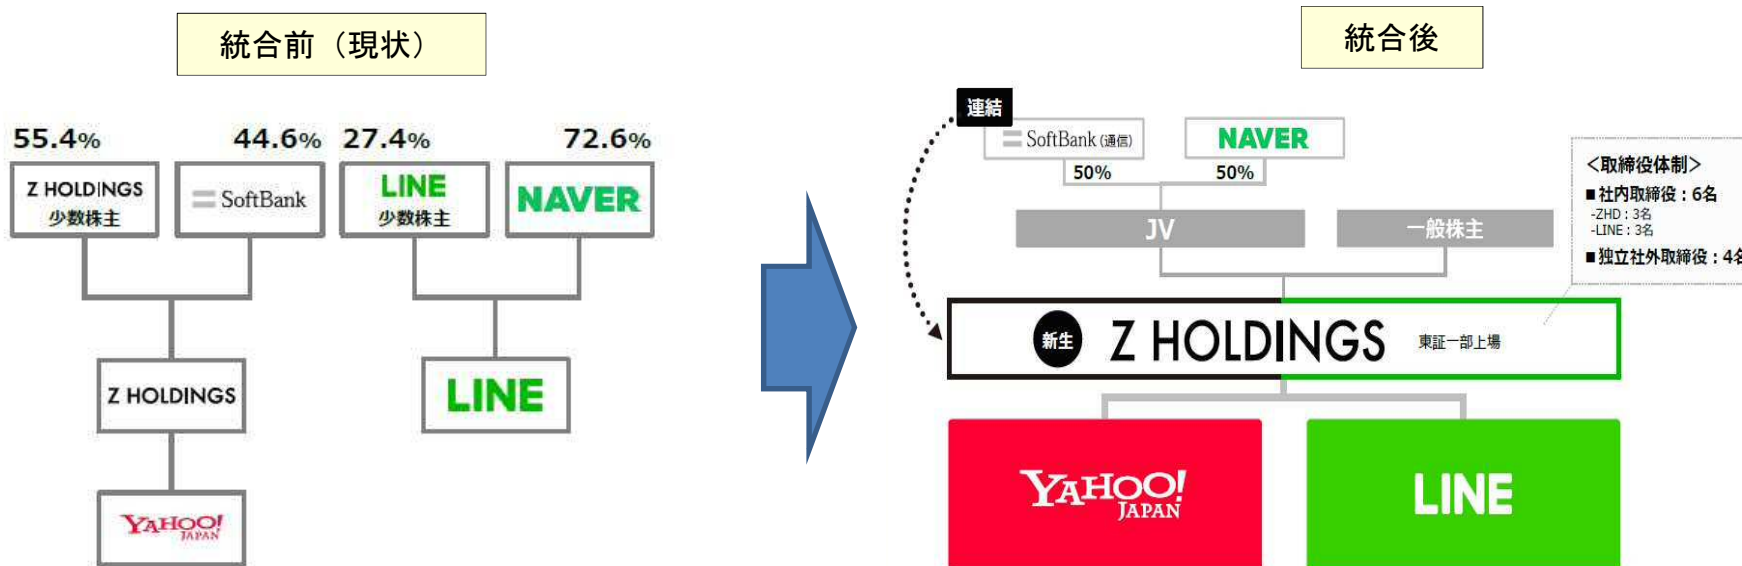 統合前（現状）
55.4%
44.6%
27.4%
72.6%
Z HOLDINGS
少数株主
SoftBank
LINE
少数株主
NAVER
Z HOLDINGS
LINE
YAHOO!
JAPAN
統合後
連結
SoftBank (通信)
NAVER
50%
50%
JV
一般株主
＜取締役体制＞
■社内取締役：6名
-ZHD：3名
-LINE：3名
■独立社外取締役：4名
新生 Z HOLDINGS 東証一部上場
YAHOO!
JAPAN
LINE